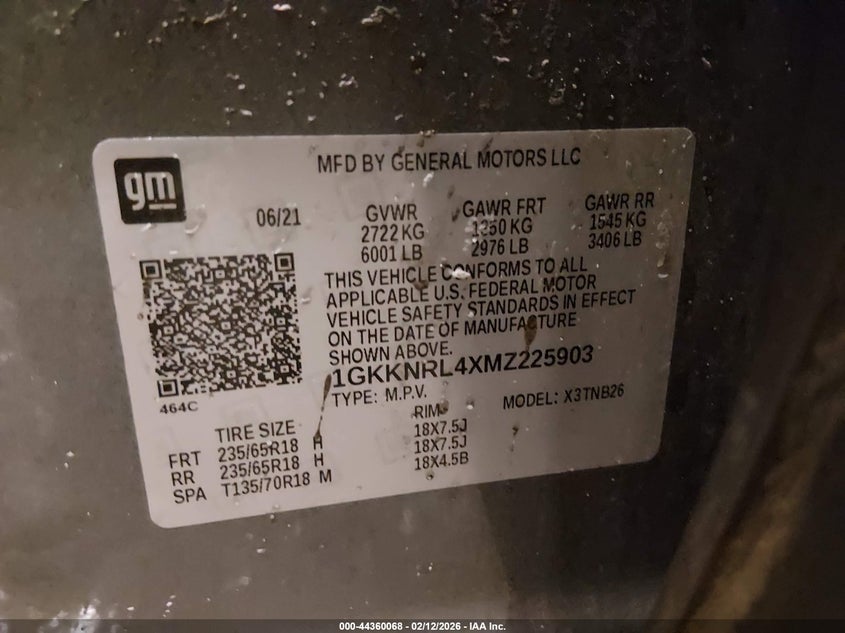 gm
MFD BY GENERAL MOTORS LLC
06/21 GVWR GAWR FRT GAWR RR
2722 KG 1350 KG 1545 KG
6001 LB 2976 LB 3406 LB
THIS VEHICLE CONFORMS TO ALL
APPLICABLE U.S. FEDERAL MOTOR
VEHICLE SAFETY STANDARDS IN EFFECT
ON THE DATE OF MANUFACTURE
SHOWN ABOVE.
1GKKNRL4XMZ225903
464C
TYPE: M.P.V. MODEL: X3TNB26
TIRE SIZE RIM
FRT 235/65R18 H 18X7.5J
RR 235/65R18 H 18X7.5J
SPA T135/70R18 M 18X4.5B
000-44360068 - 02/12/2026 - IAA Inc.